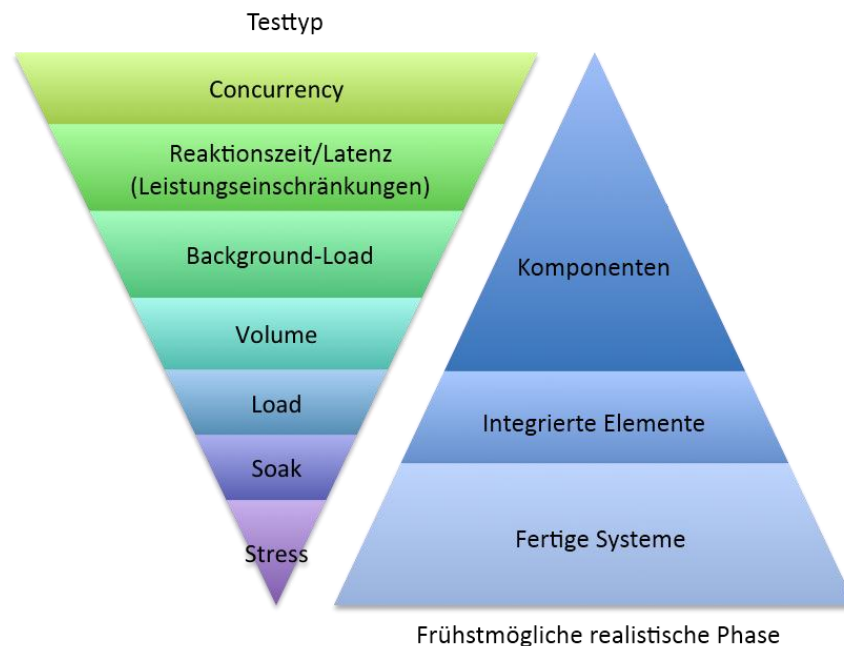 Testtyp
Concurrency
Reaktionszeit/Latenz
(Leistungseinschränkungen)
Background-Load
Volume
Load
Soak
Stress
Komponenten
Integrierte Elemente
Fertige Systeme
Frühstmögliche realistische Phase